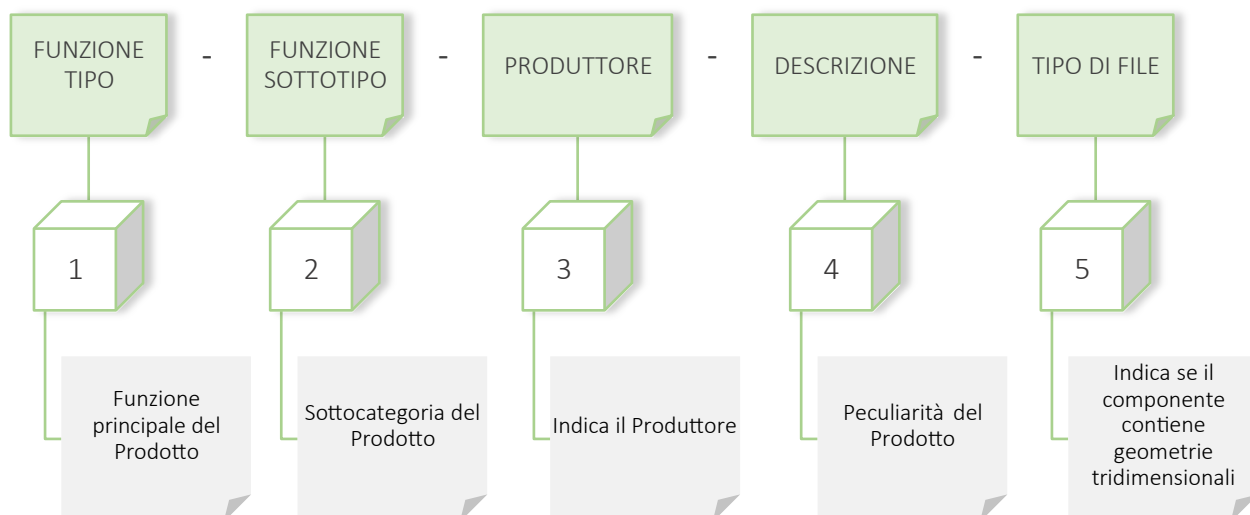 FUNZIONE
TIPO
-
FUNZIONE
SOTTOTIPO
-
PRODUTTORE
-
DESCRIZIONE
-
TIPO DI FILE
1
2
3
4
5
Funzione
principale del
Prodotto
Sottocategoria del
Prodotto
Indica il Produttore
Peculiarità del
Prodotto
Indica se il
componente
contiene
geometrie
tridimensionali